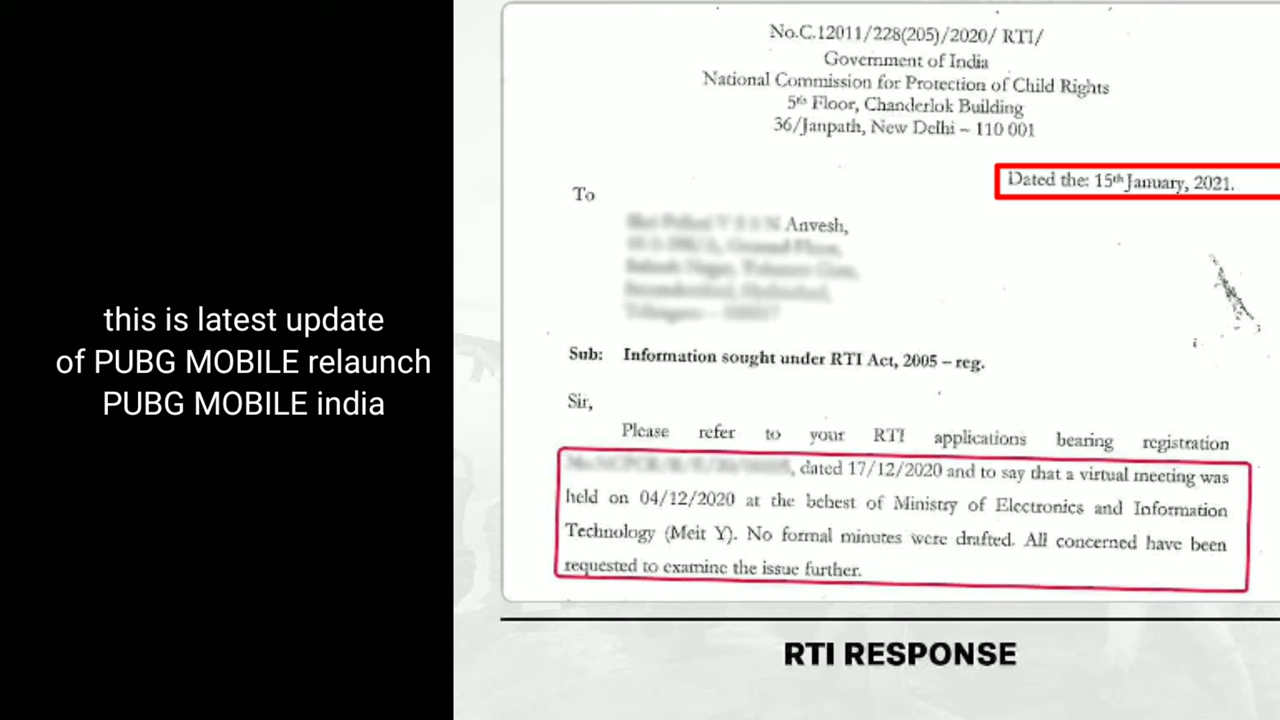 this is latest update
of PUBG MOBILE relaunch
PUBG MOBILE india
No.C.12011/228(205)/2020/ RTI/
Government of India
National Commission for Protection of Child Rights
5th Floor, Chanderlok Building
36/Janpath, New Delhi – 110 001
Dated the: 15th January, 2021.
To
Anvesh,
Sub: Information sought under RTI Act, 2005 – reg.
Sir,
Please refer to your RTI applications bearing registration
, dated 17/12/2020 and to say that a virtual meeting was
held on 04/12/2020 at the behest of Ministry of Electronics and Information
Technology (Meit Y). No formal minutes were drafted. All concerned have been
requested to examine the issue further.
RTI RESPONSE